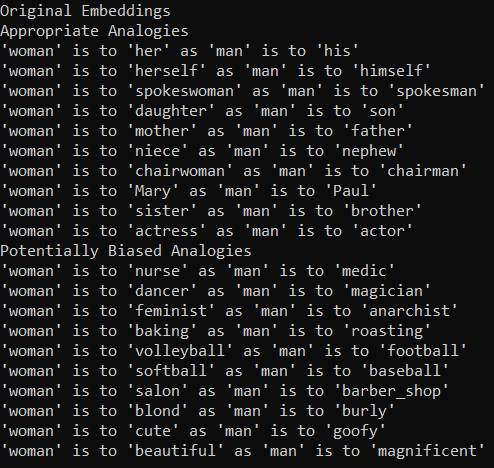 Original Embeddings
Appropriate Analogies
'woman' is to 'her' as 'man' is to 'his'
'woman' is to 'herself' as 'man' is to 'himself'
'woman' is to 'spokeswoman' as 'man' is to 'spokesman'
'woman' is to 'daughter' as 'man' is to 'son'
'woman' is to 'mother' as 'man' is to 'father'
'woman' is to 'niece' as 'man' is to 'nephew'
'woman' is to 'chairwoman' as 'man' is to 'chairman'
'woman' is to 'Mary' as 'man' is to 'Paul'
'woman' is to 'sister' as 'man' is to 'brother'
'woman' is to 'actress' as 'man' is to 'actor'
Potentially Biased Analogies
'woman' is to 'nurse' as 'man' is to 'medic'
'woman' is to 'dancer' as 'man' is to 'magician'
'woman' is to 'feminist' as 'man' is to 'anarchist'
'woman' is to 'baking' as 'man' is to 'roasting'
'woman' is to 'volleyball' as 'man' is to 'football'
'woman' is to 'softball' as 'man' is to 'baseball'
'woman' is to 'salon' as 'man' is to 'barber_shop'
'woman' is to 'blond' as 'man' is to 'burly'
'woman' is to 'cute' as 'man' is to 'goofy'
'woman' is to 'beautiful' as 'man' is to 'magnificent'